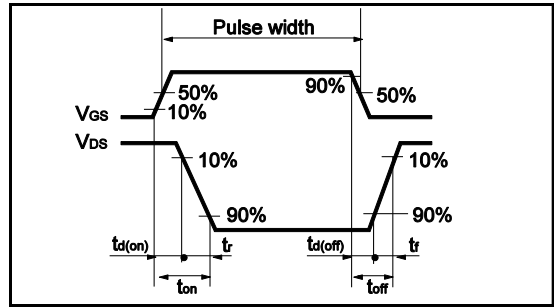 Pulse width
50%
90%
50%
10%
VGS
VDS
10%
10%
90%
90%
td(on)
tr
td(off)
tf
ton
toff